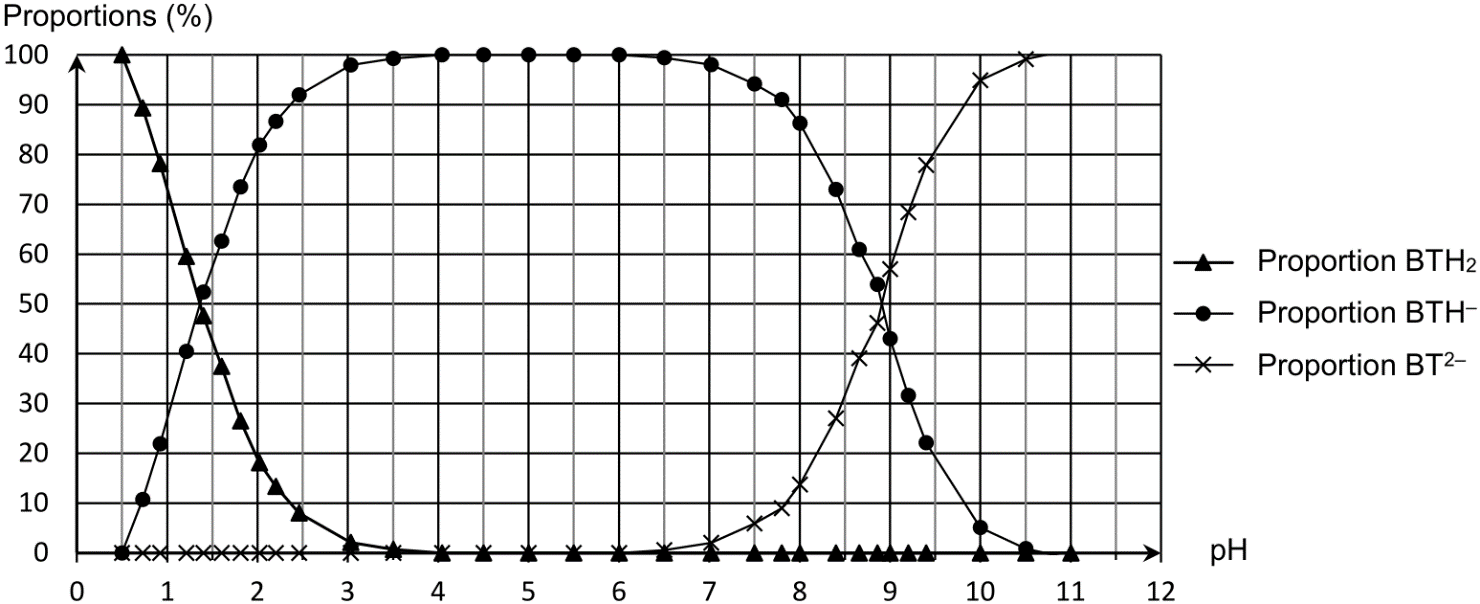 Proportions (%)
100
90
80
70
60
50
40
30
20
10
0
0 1 2 3 4 5 6 7 8 9 10 11 12
pH
Proportion BTH₂
Proportion BTH⁻
Proportion BT²⁻